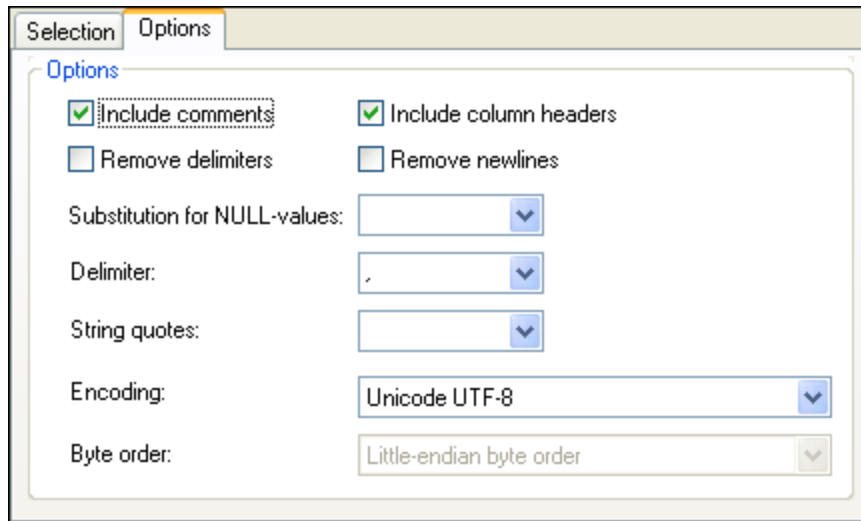 Selection Options
Options
Include comments Include column headers
Remove delimiters Remove newlines
Substitution for NULL-values:
Delimiter: ,
String quotes:
Encoding: Unicode UTF-8
Byte order: Little-endian byte order